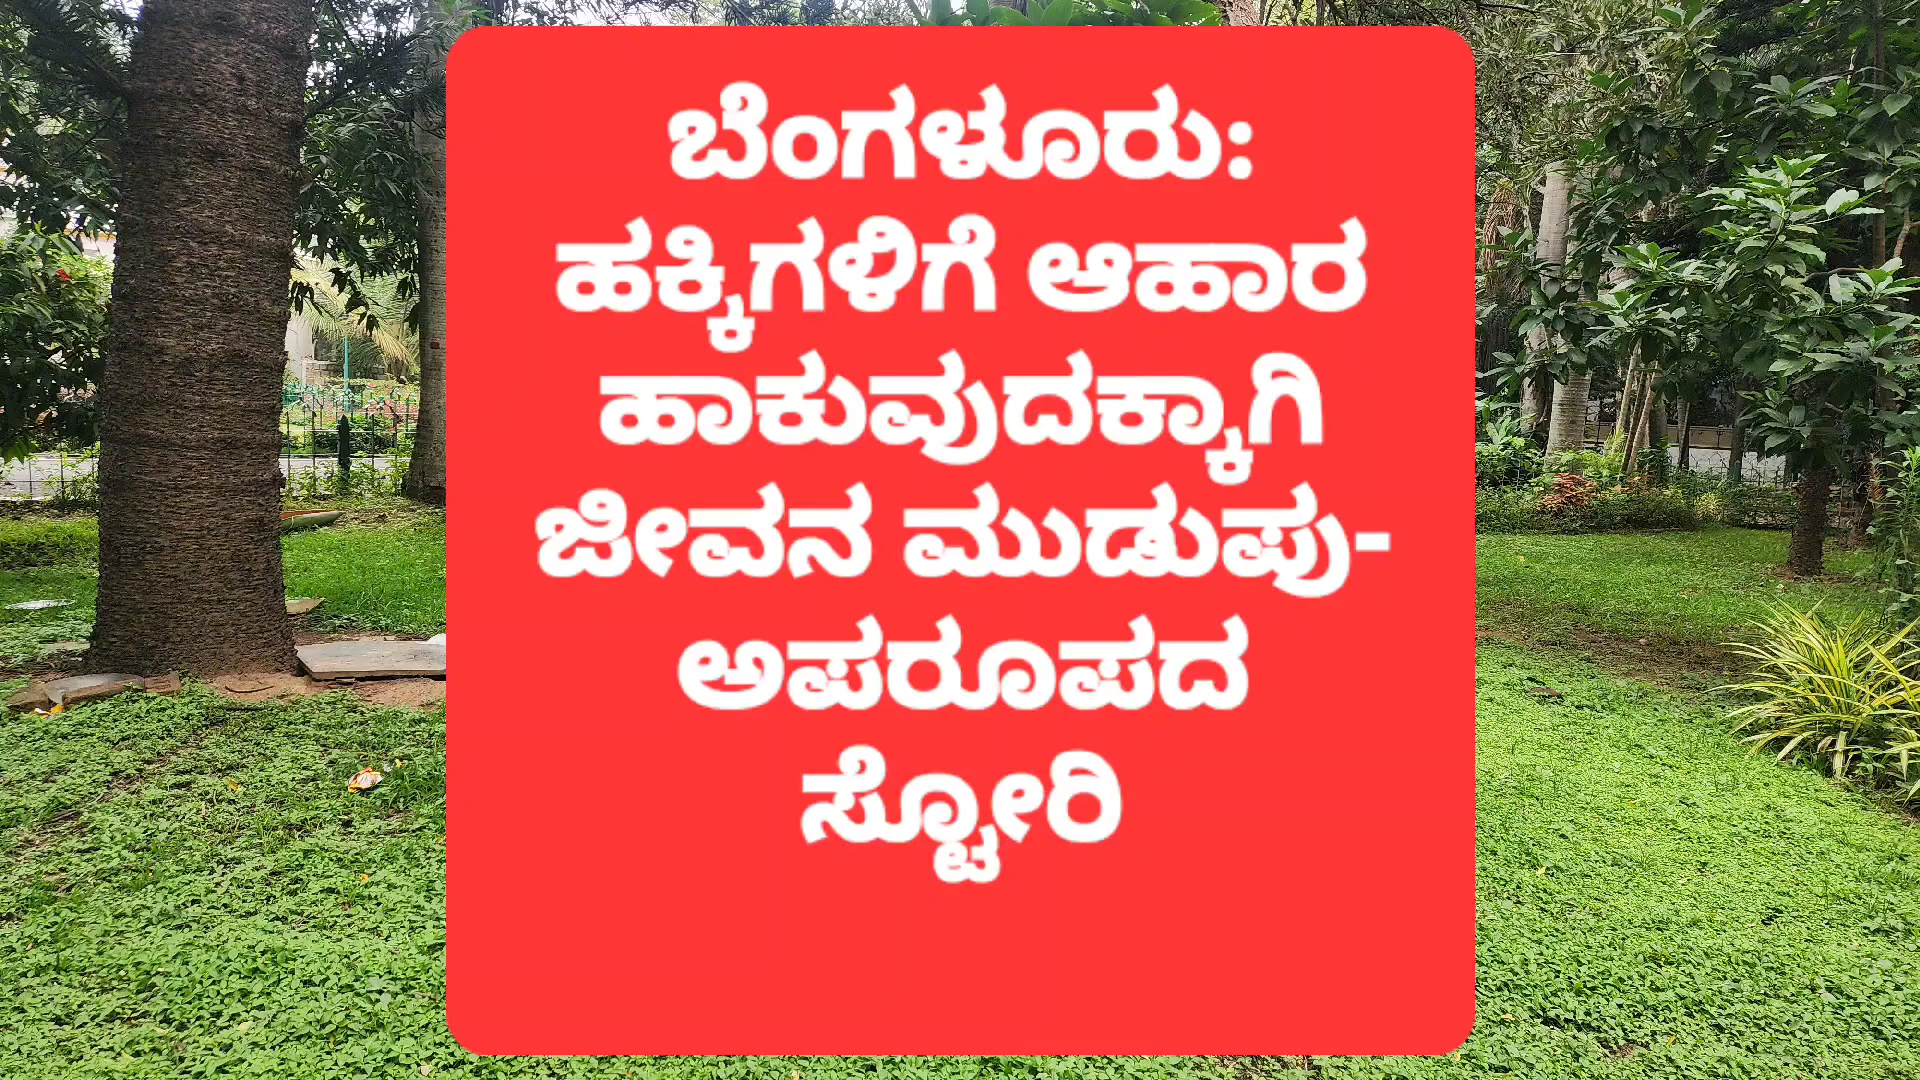 ಬೆಂಗಳೂರು:
ಹಕ್ಕಿಗಳಿಗೆ ಆಹಾರ
ಹಾಕುವುದಕ್ಕಾಗಿ
ಜೀವನ ಮುಡುಪು-
ಅಪರೂಪದ
ಸ್ಟೋರಿ